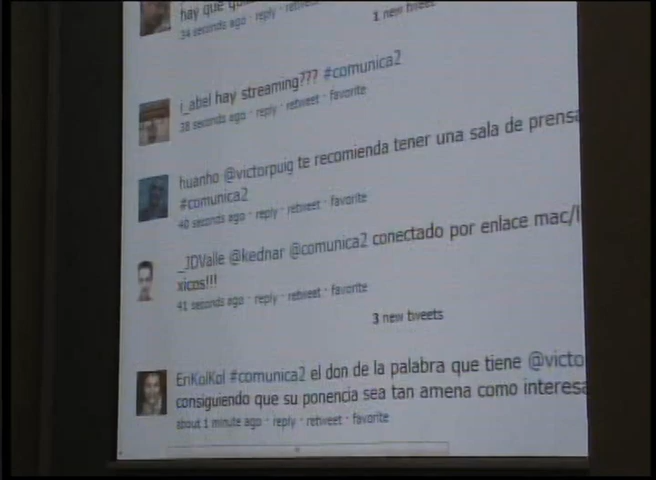 hay que
34 seconds ago · reply · retweet
1 new tweet
i_abel hay streaming??? #comunica2
38 seconds ago · reply · retweet · favorite
huanho @victorpuig te recomienda tener una sala de prensa
#comunica2
40 seconds ago · reply · retweet · favorite
_JDValle @kednar @comunica2 conectado por enlace mac/l
xicos!!!
41 seconds ago · reply · retweet · favorite
3 new tweets
EriKolKol #comunica2 el don de la palabra que tiene @victo
consiguiendo que su ponencia sea tan amena como interesa
about 1 minute ago · reply · retweet · favorite